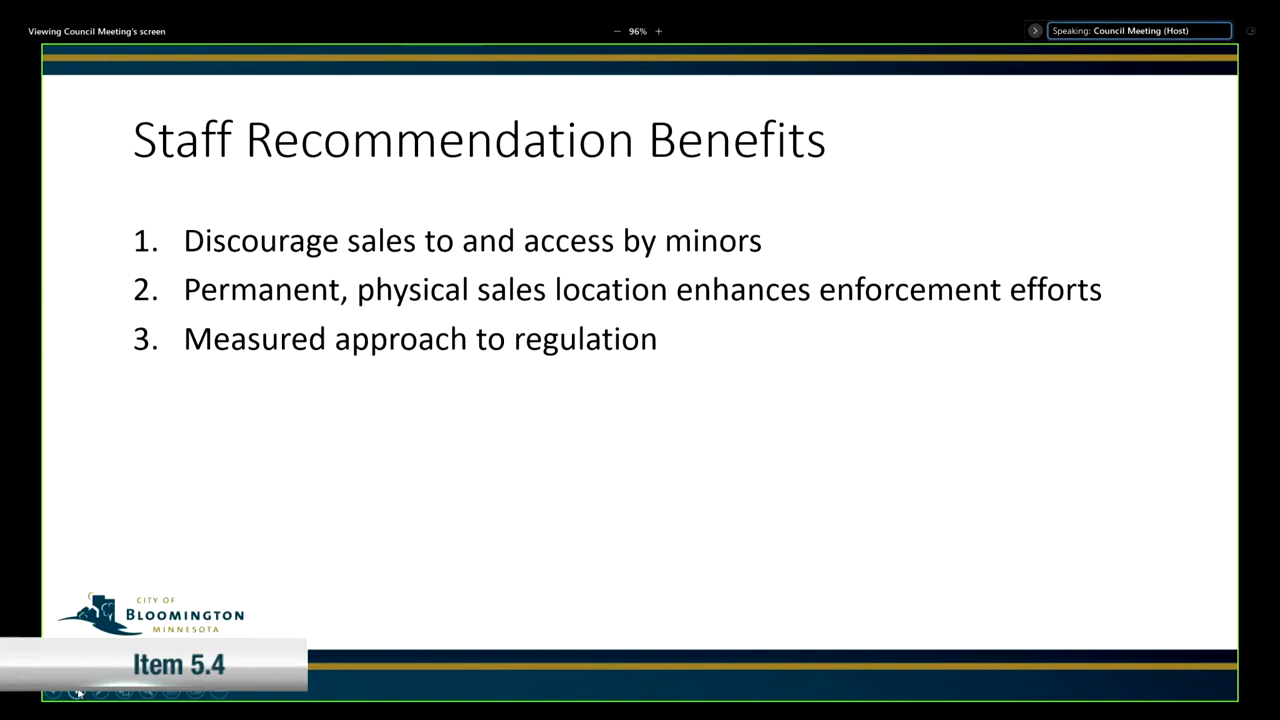 Viewing Council Meeting's screen
− 96% +
Speaking: Council Meeting (Host)
Staff Recommendation Benefits
1. Discourage sales to and access by minors
2. Permanent, physical sales location enhances enforcement efforts
3. Measured approach to regulation
CITY OF
BLOOMINGTON
MINNESOTA
Item 5.4